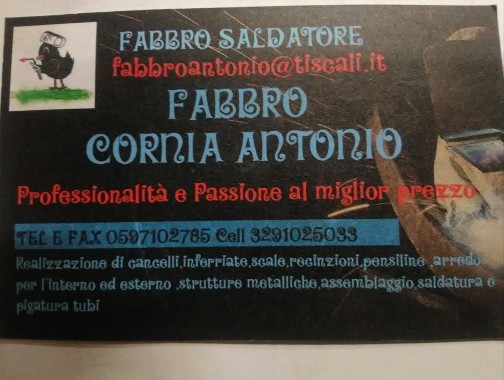 FABBRO SALDATORE
fabbroantonio@tiscali.it
FABBRO
CORNIA ANTONIO
Professionalità e Passione al miglior prezzo
TEL E FAX 0597102785 Cell 3291025033
Realizzazione di cancelli,inferriate,scale,recinzioni,pensiline ,arredo
per l'interno ed esterno ,strutture metalliche,assemblaggio,saldatura e
pigatura tubi